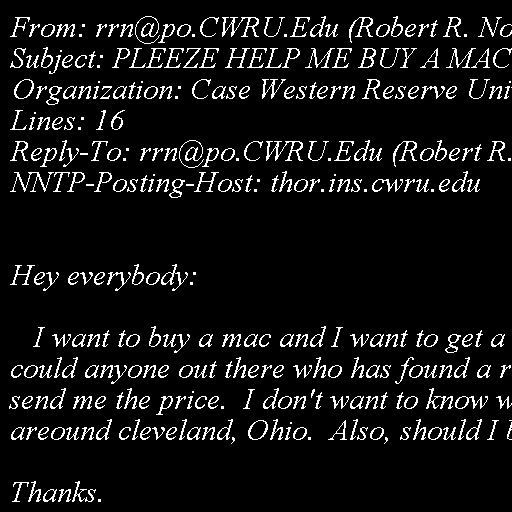 From: rrn@po.CWRU.Edu (Robert R. No
Subject: PLEEZE HELP ME BUY A MAC
Organization: Case Western Reserve Uni
Lines: 16
Reply-To: rrn@po.CWRU.Edu (Robert R.
NNTP-Posting-Host: thor.ins.cwru.edu
Hey everybody:
I want to buy a mac and I want to get a
could anyone out there who has found a r
send me the price.  I don't want to know w
areound cleveland, Ohio.  Also, should I b
Thanks.